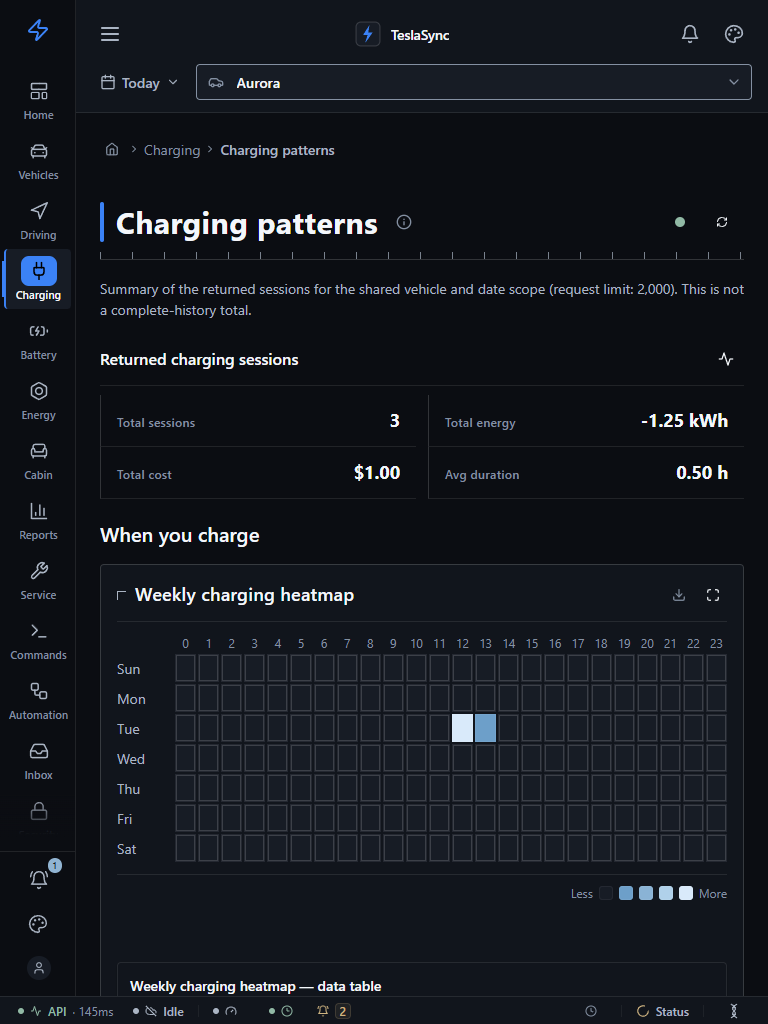 TeslaSync
Today
Aurora
Home
Vehicles
Driving
Charging
Battery
Energy
Cabin
Reports
Service
Commands
Automation
Inbox
1
Charging
Charging patterns
Charging patterns
Summary of the returned sessions for the shared vehicle and date scope (request limit: 2,000). This is not
a complete-history total.
Returned charging sessions
Total sessions 3
Total energy -1.25 kWh
Total cost $1.00
Avg duration 0.50 h
When you charge
Weekly charging heatmap
0 1 2 3 4 5 6 7 8 9 10 11 12 13 14 15 16 17 18 19 20 21 22 23
Sun
Mon
Tue
Wed
Thu
Fri
Sat
Less More
Weekly charging heatmap — data table
API · 145ms
Idle
2
Status